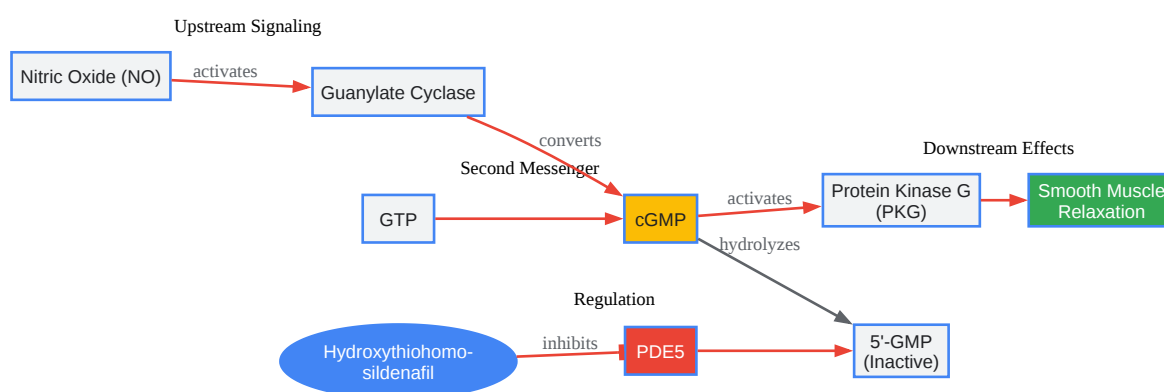 Upstream Signaling
Nitric Oxide (NO)
activates
Guanylate Cyclase
converts
Second Messenger
GTP
cGMP
activates
Downstream Effects
Protein Kinase G
(PKG)
Smooth Muscle
Relaxation
hydrolyzes
Regulation
Hydroxythiohomo-
sildenafil
inhibits
PDE5
5'-GMP
(Inactive)